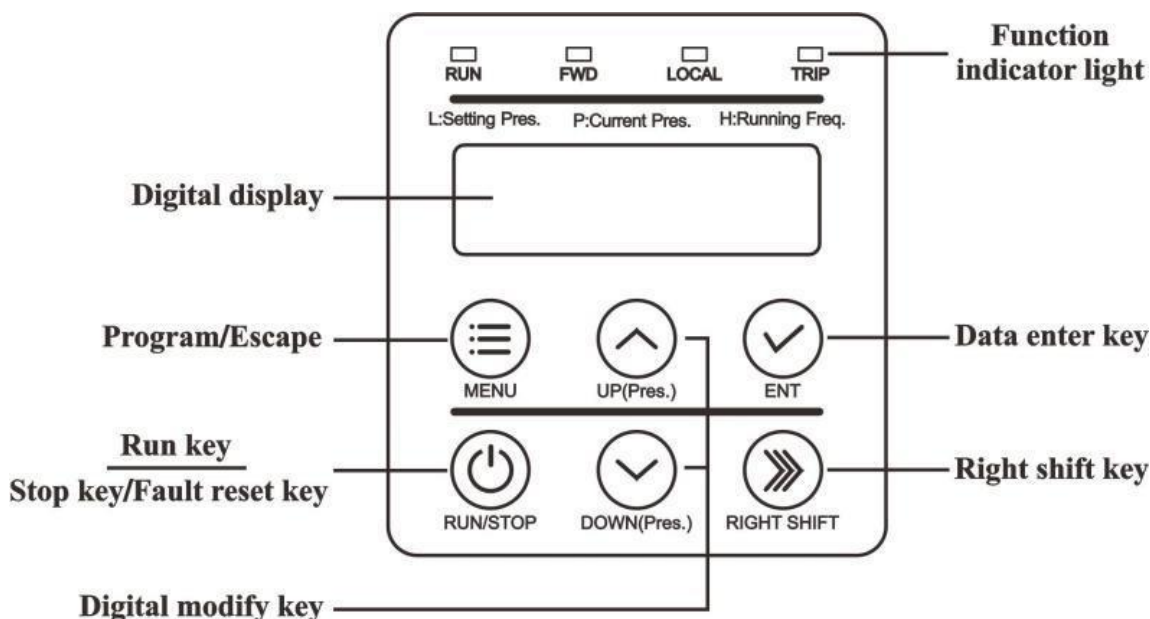 Function
indicator light
RUN FWD LOCAL TRIP
L:Setting Pres. P:Current Pres. H:Running Freq.
Digital display
Program/Escape
Data enter key
MENU UP(Pres.) ENT
Run key
Stop key/Fault reset key
Right shift key
RUN/STOP DOWN(Pres.) RIGHT SHIFT
Digital modify key